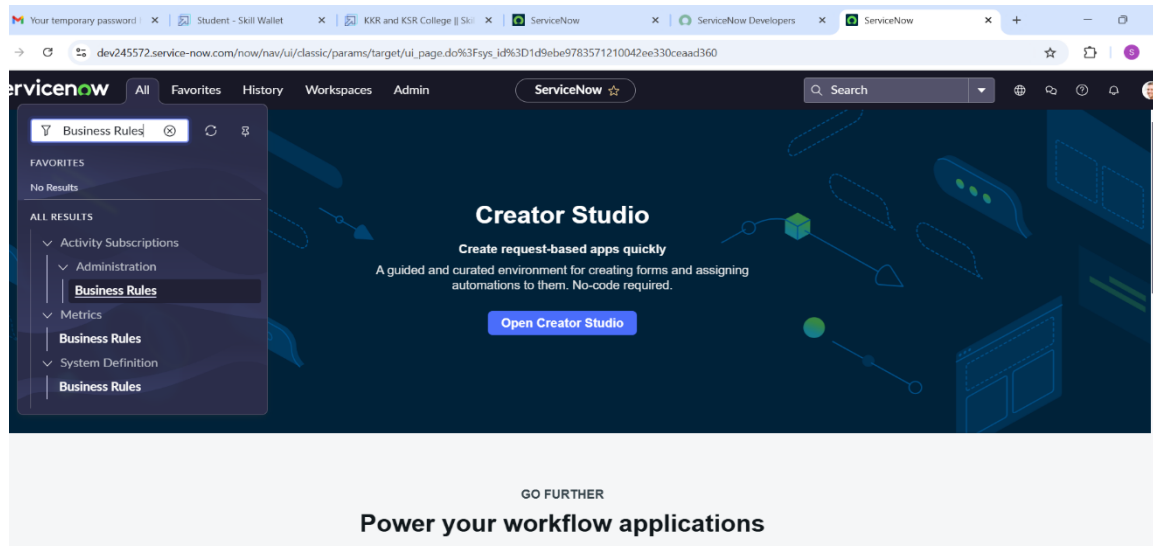 Your temporary password
Student - Skill Wallet
KKR and KSR College || Ski
ServiceNow
ServiceNow Developers
ServiceNow
dev245572.service-now.com/now/nav/ui/classic/params/target/ui_page.do%3Fsys_id%3D1d9ebe9783571210042ee330ceaad360
S
ervicenow
All
Favorites
History
Workspaces
Admin
ServiceNow
Search
Business Rules
FAVORITES
No Results
ALL RESULTS
Activity Subscriptions
Administration
Business Rules
Metrics
Business Rules
System Definition
Business Rules
Creator Studio
Create request-based apps quickly
A guided and curated environment for creating forms and assigning
automations to them. No-code required.
Open Creator Studio
GO FURTHER
Power your workflow applications